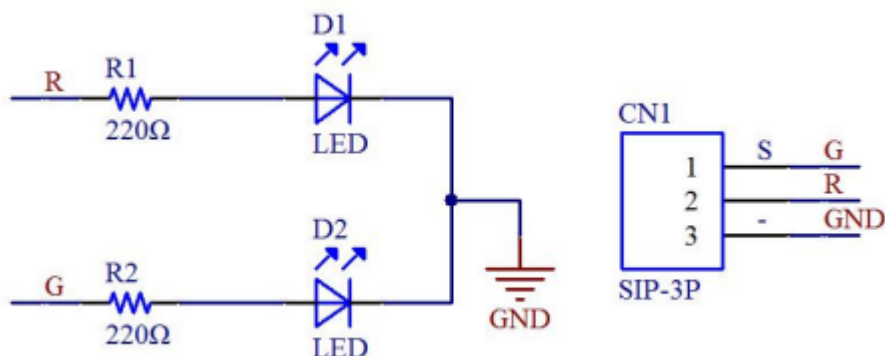 D1
R
R1
220Ω
LED
D2
G
R2
220Ω
LED
GND
CN1
1
S
G
2
R
3
-
GND
SIP-3P